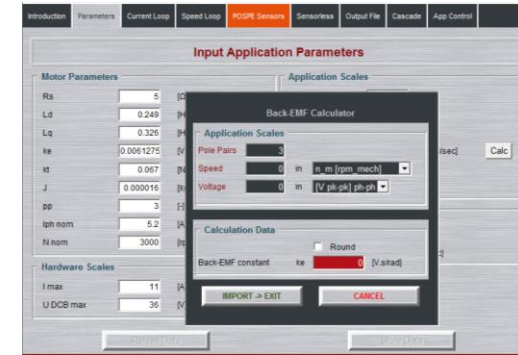 Introduction Parameters Current Loop Speed Loop POSPE Sensors Sensorless Output File Cascade App Control
Input Application Parameters
Motor Parameters
Application Scales
Rs 5
Ld 0.249
Lq 0.326
ke 0.0061275
kt 0.067
J 0.000016
pp 3
Iph nom 5.2
N nom 3000
Calc
Hardware Scales
I max 11
U DCB max 36
Back-EMF Calculator
Application Scales
Pole Pairs 3
Speed 0 in n_m [rpm_mech]
Voltage 0 in [V pk-pk] ph-ph
Calculation Data
Round
Back-EMF constant ke 0 [V.s/rad]
IMPORT -> EXIT CANCEL